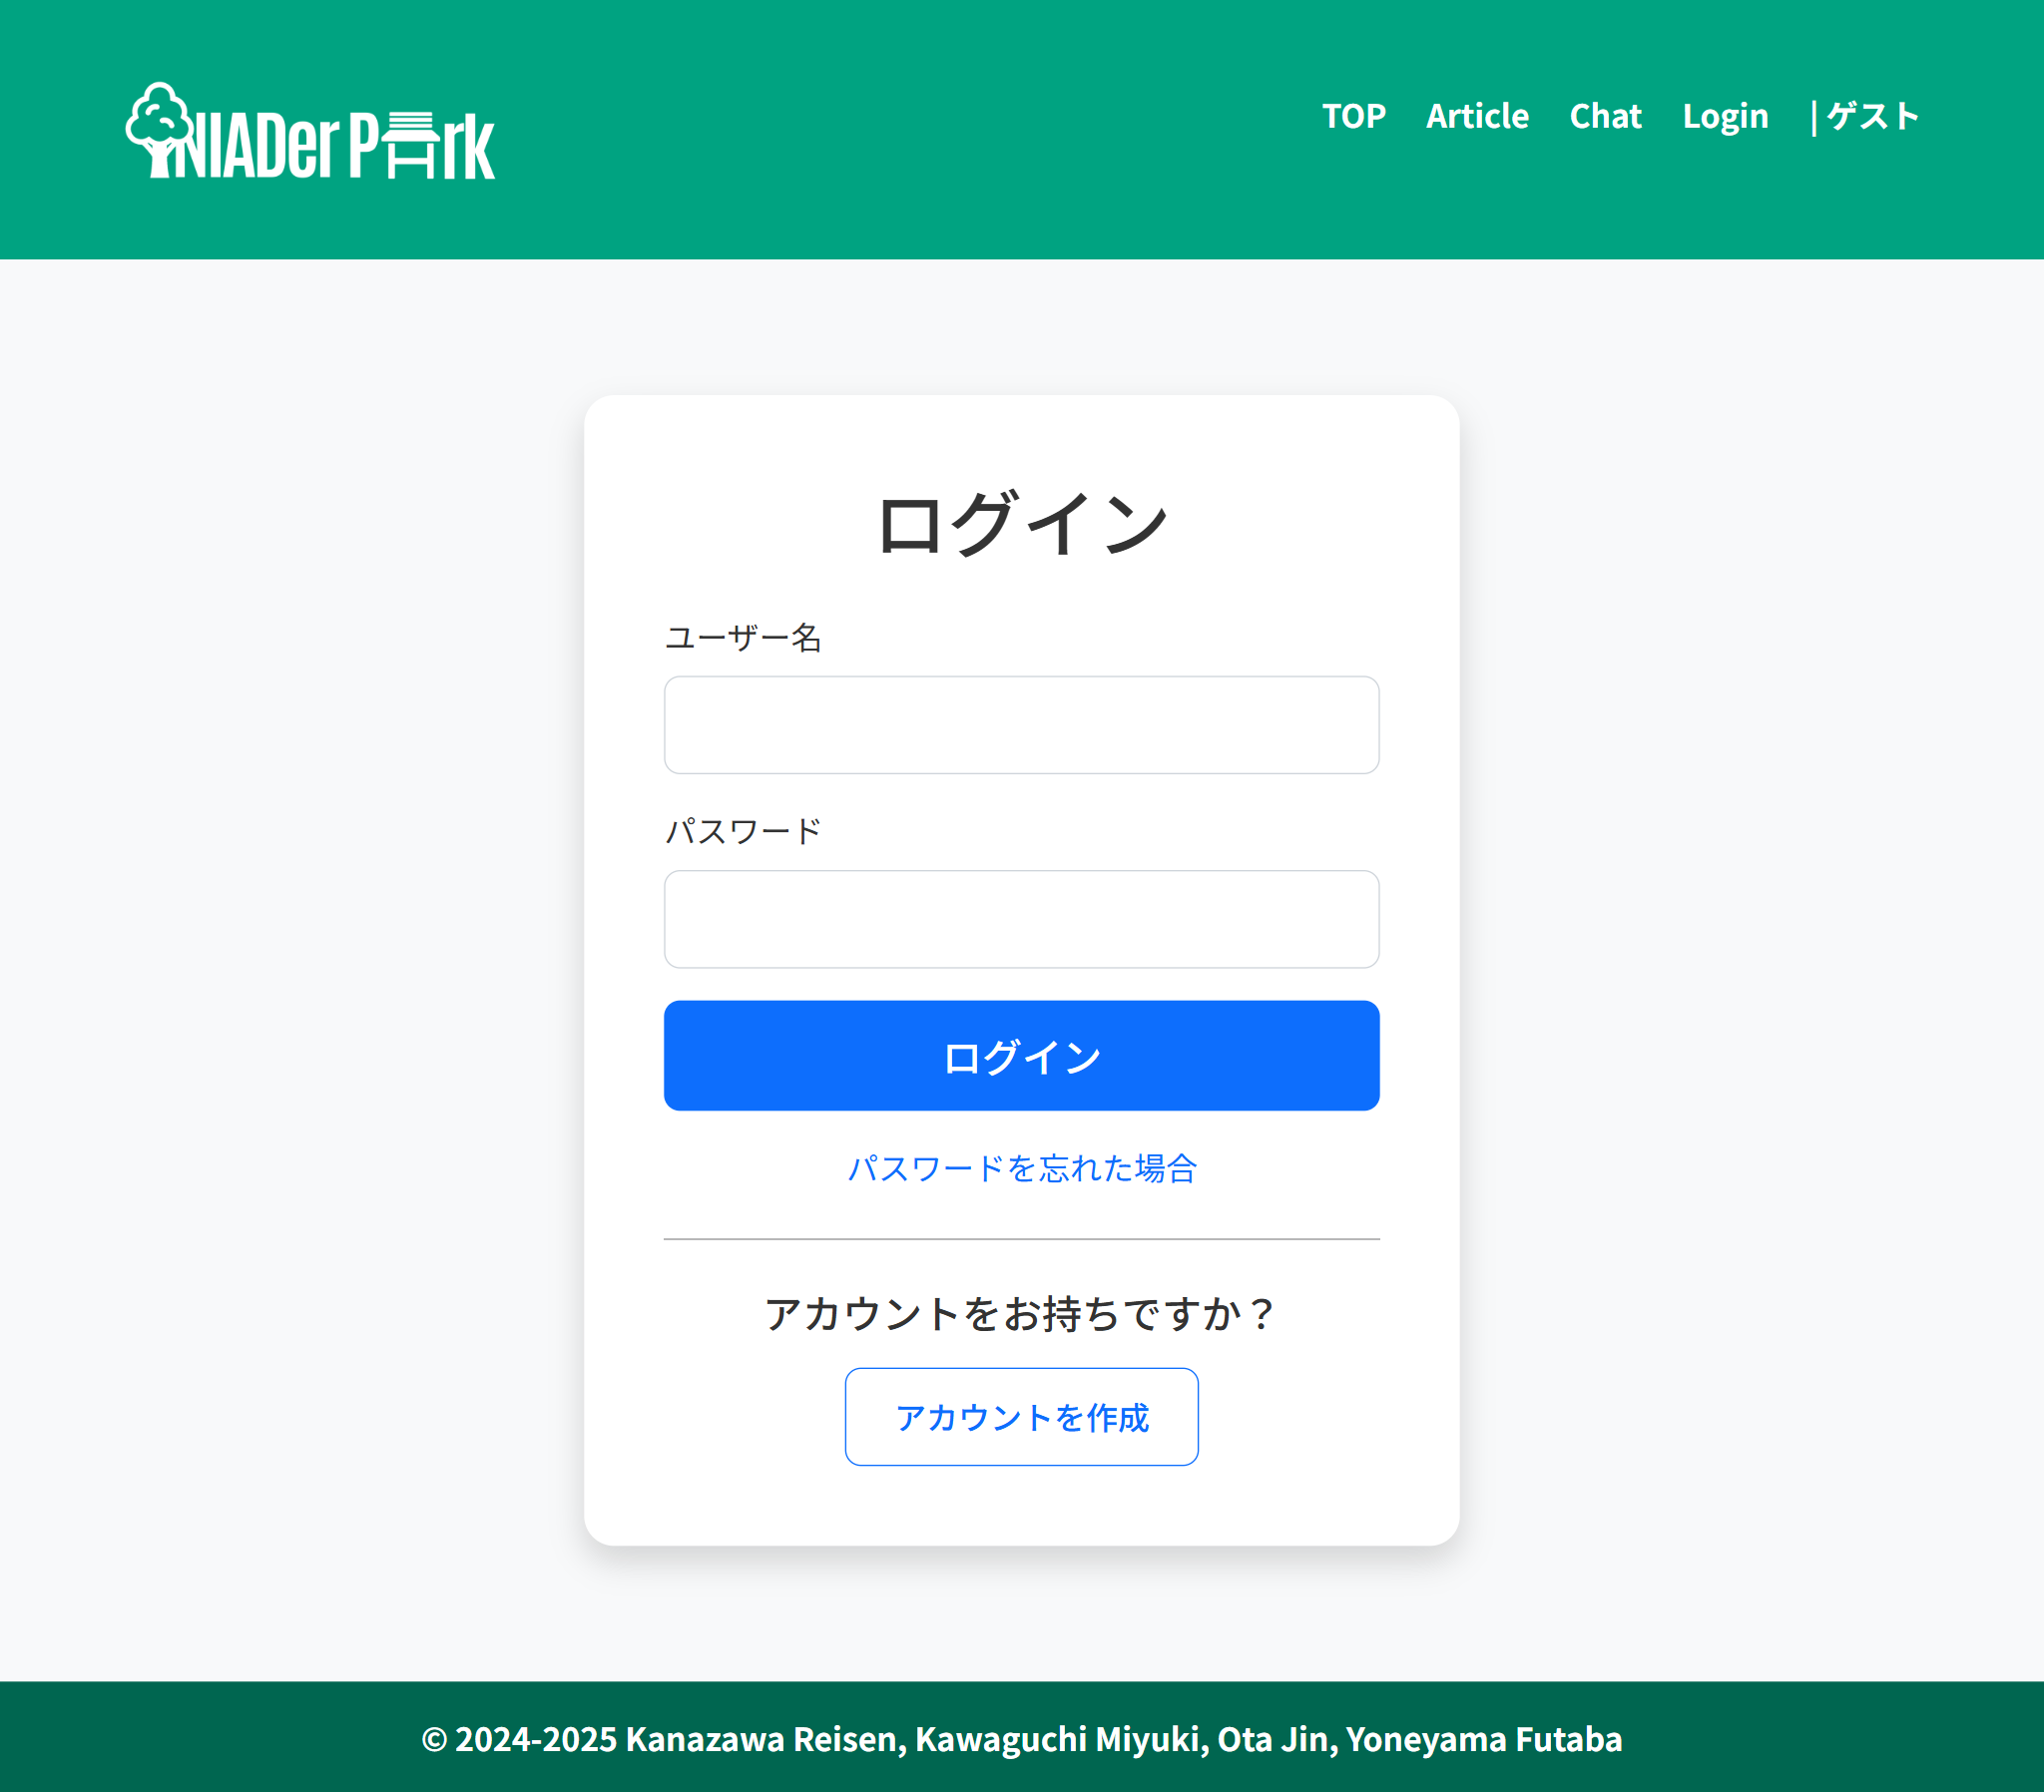 NIIADer Park
TOP Article Chat Login | ゲスト
ログイン
ユーザー名
パスワード
ログイン
パスワードを忘れた場合
アカウントをお持ちですか？
アカウントを作成
© 2024-2025 Kanazawa Reisen, Kawaguchi Miyuki, Ota Jin, Yoneyama Futaba